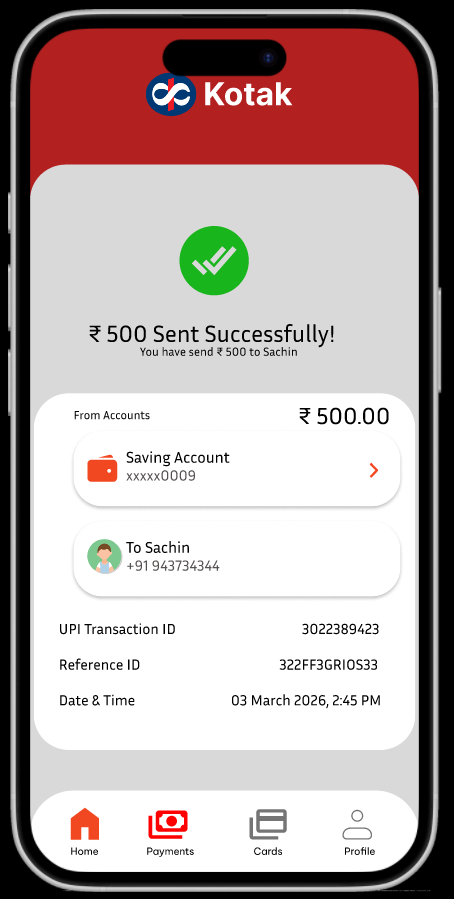 Kotak
₹ 500 Sent Successfully!
You have send ₹ 500 to Sachin
From Accounts ₹ 500.00
Saving Account
xxxxx0009
To Sachin
+91 943734344
UPI Transaction ID 3022389423
Reference ID 322FF3GRIOS33
Date & Time 03 March 2026, 2:45 PM
Home Payments Cards Profile